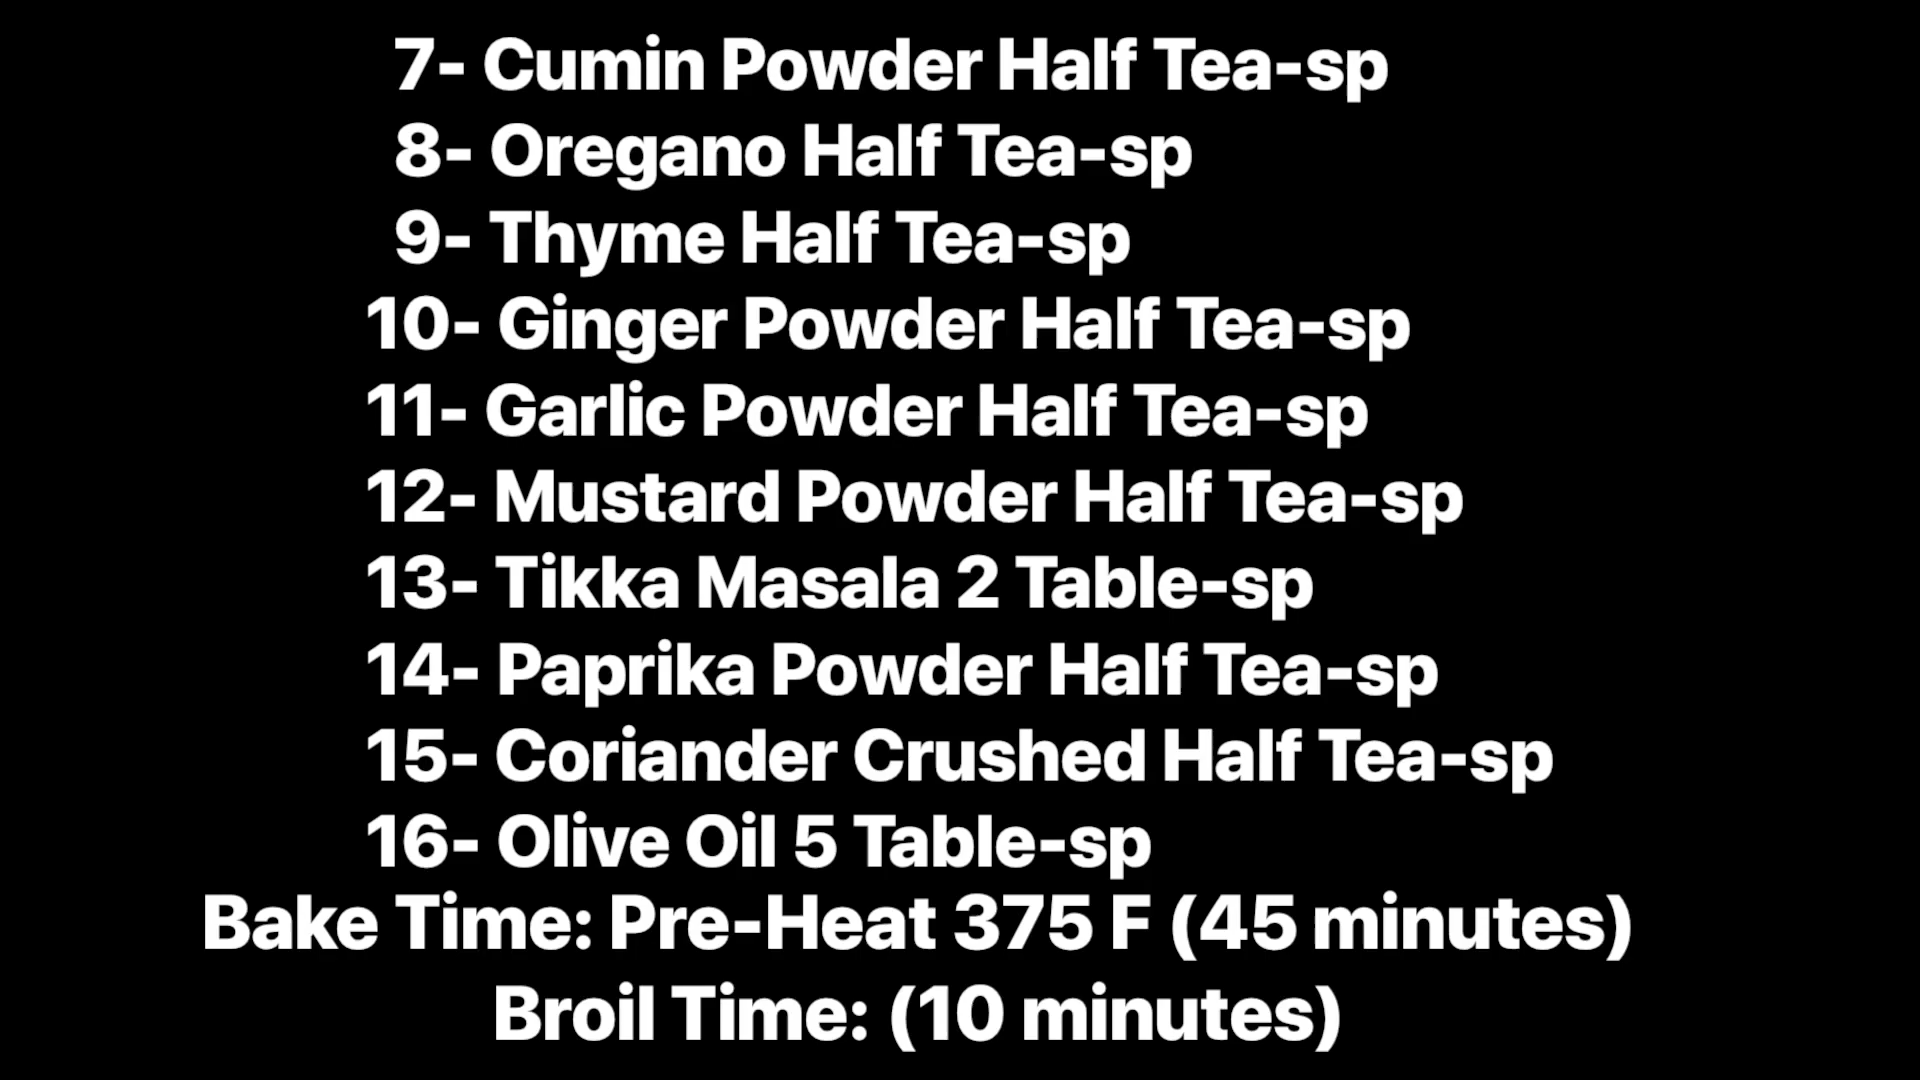 7- Cumin Powder Half Tea-sp
8- Oregano Half Tea-sp
9- Thyme Half Tea-sp
10- Ginger Powder Half Tea-sp
11- Garlic Powder Half Tea-sp
12- Mustard Powder Half Tea-sp
13- Tikka Masala 2 Table-sp
14- Paprika Powder Half Tea-sp
15- Coriander Crushed Half Tea-sp
16- Olive Oil 5 Table-sp
Bake Time: Pre-Heat 375 F (45 minutes)
Broil Time: (10 minutes)